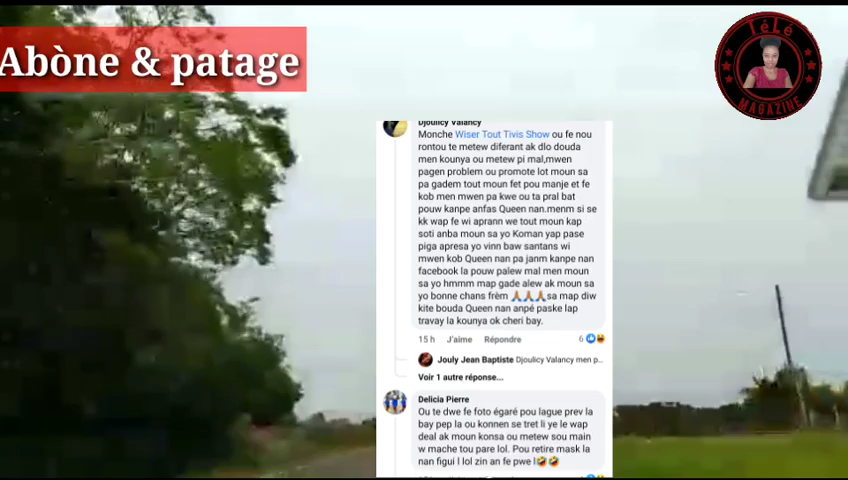 Abòne & patage
TéLé
MAGAZINE
Djoulicy Valancy
Monche Wiser Tout Tivis Show ou fe nou
rontou te metew diferant ak dlo douda
men kounya ou metew pi mal,mwen
pagen problem ou promote lot moun sa
pa gadem tout moun fet pou manje et fe
kob men mwen pa kwe ou ta pral bat
pouw kanpe anfas Queen nan.menm si se
kk wap fe wi aprann we tout moun kap
soti anba moun sa yo Koman yap pase
piga apresa yo vinn baw santans wi
mwen kob Queen nan pa janm kanpe nan
facebook la pouw palew mal men moun
sa yo hmmm map gade alew ak moun sa
yo bonne chans frèm 🙏🙏🙏sa map diw
kite bouda Queen nan anpé paske lap
travay la kounya ok cheri bay.
15 h J'aime Répondre 6
Jouly Jean Baptiste Djoulicy Valancy men p...
Voir 1 autre réponse...
Delicia Pierre
Ou te dwe fe foto égaré pou lague prev la
bay pep la ou konnen se tret li ye le wap
deal ak moun konsa ou metew sou main
w mache tou pare lol. Pou retire mask la
nan figui l lol zin an fe pwe l🤣🤣